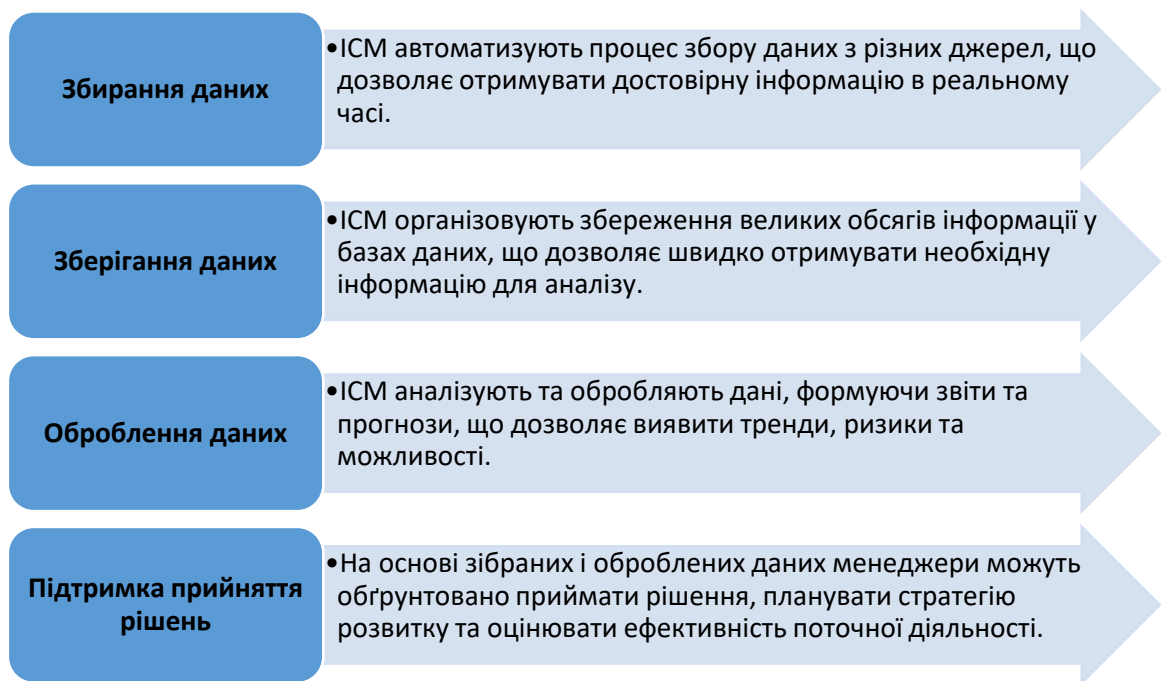 Збирання даних
•ІСМ автоматизують процес збору даних з різних джерел, що
дозволяє отримувати достовірну інформацію в реальному
часі.
Зберігання даних
•ІСМ організовують збереження великих обсягів інформації у
базах даних, що дозволяє швидко отримувати необхідну
інформацію для аналізу.
Оброблення даних
•ІСМ аналізують та обробляють дані, формуючи звіти та
прогнози, що дозволяє виявити тренди, ризики та
можливості.
Підтримка прийняття
рішень
•На основі зібраних і оброблених даних менеджери можуть
обґрунтовано приймати рішення, планувати стратегію
розвитку та оцінювати ефективність поточної діяльності.